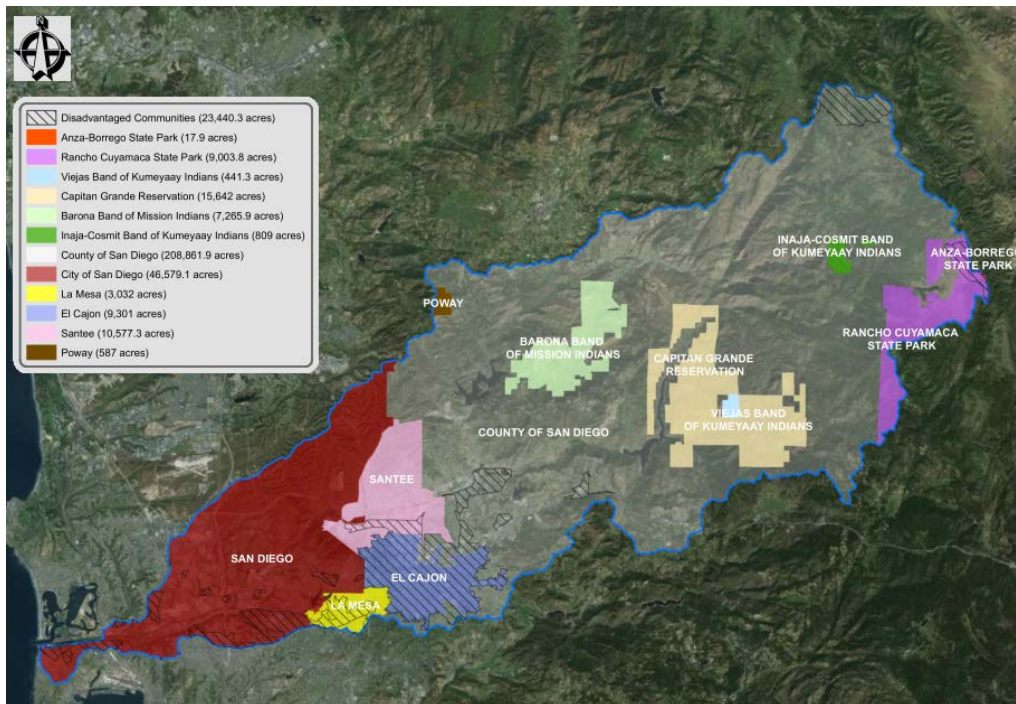 N
Disadvantaged Communities (23,440.3 acres)
Anza-Borrego State Park (17.9 acres)
Rancho Cuyamaca State Park (9,003.8 acres)
Viejas Band of Kumeyaay Indians (441.3 acres)
Capitan Grande Reservation (15,642 acres)
Barona Band of Mission Indians (7,265.9 acres)
Inaja-Cosmit Band of Kumeyaay Indians (809 acres)
County of San Diego (208,861.9 acres)
City of San Diego (46,579.1 acres)
La Mesa (3,032 acres)
El Cajon (9,301 acres)
Santee (10,577.3 acres)
Poway (587 acres)
INAJA-COSMIT BAND
OF KUMEYAAY INDIANS
ANZA-BORREGO
STATE PARK
POWAY
RANCHO CUYAMACA
STATE PARK
BARONA BAND
OF MISSION INDIANS
CAPITAN GRANDE
RESERVATION
VIEJAS BAND
OF KUMEYAAY INDIANS
COUNTY OF SAN DIEGO
SANTEE
SAN DIEGO
EL CAJON
LA MESA